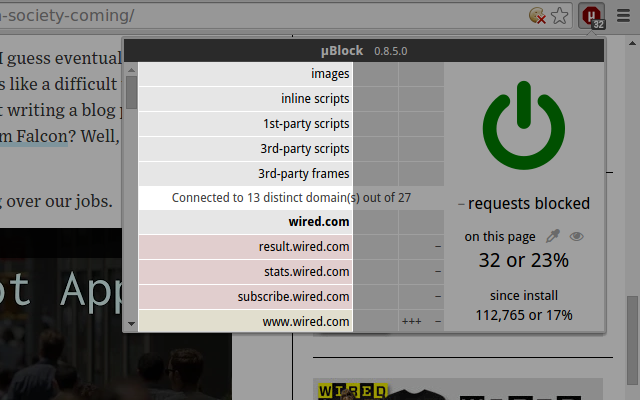 -society-coming/
32
I guess eventual
s like a difficult
t writing a blog
m Falcon? Well,
g over our jobs.
ot App
µBlock 0.8.5.0
images
inline scripts
1st-party scripts
3rd-party scripts
3rd-party frames
Connected to 13 distinct domain(s) out of 27
wired.com
result.wired.com –
stats.wired.com –
subscribe.wired.com –
www.wired.com +++ –
– requests blocked
on this page
32 or 23%
since install
112,765 or 17%
WIRED